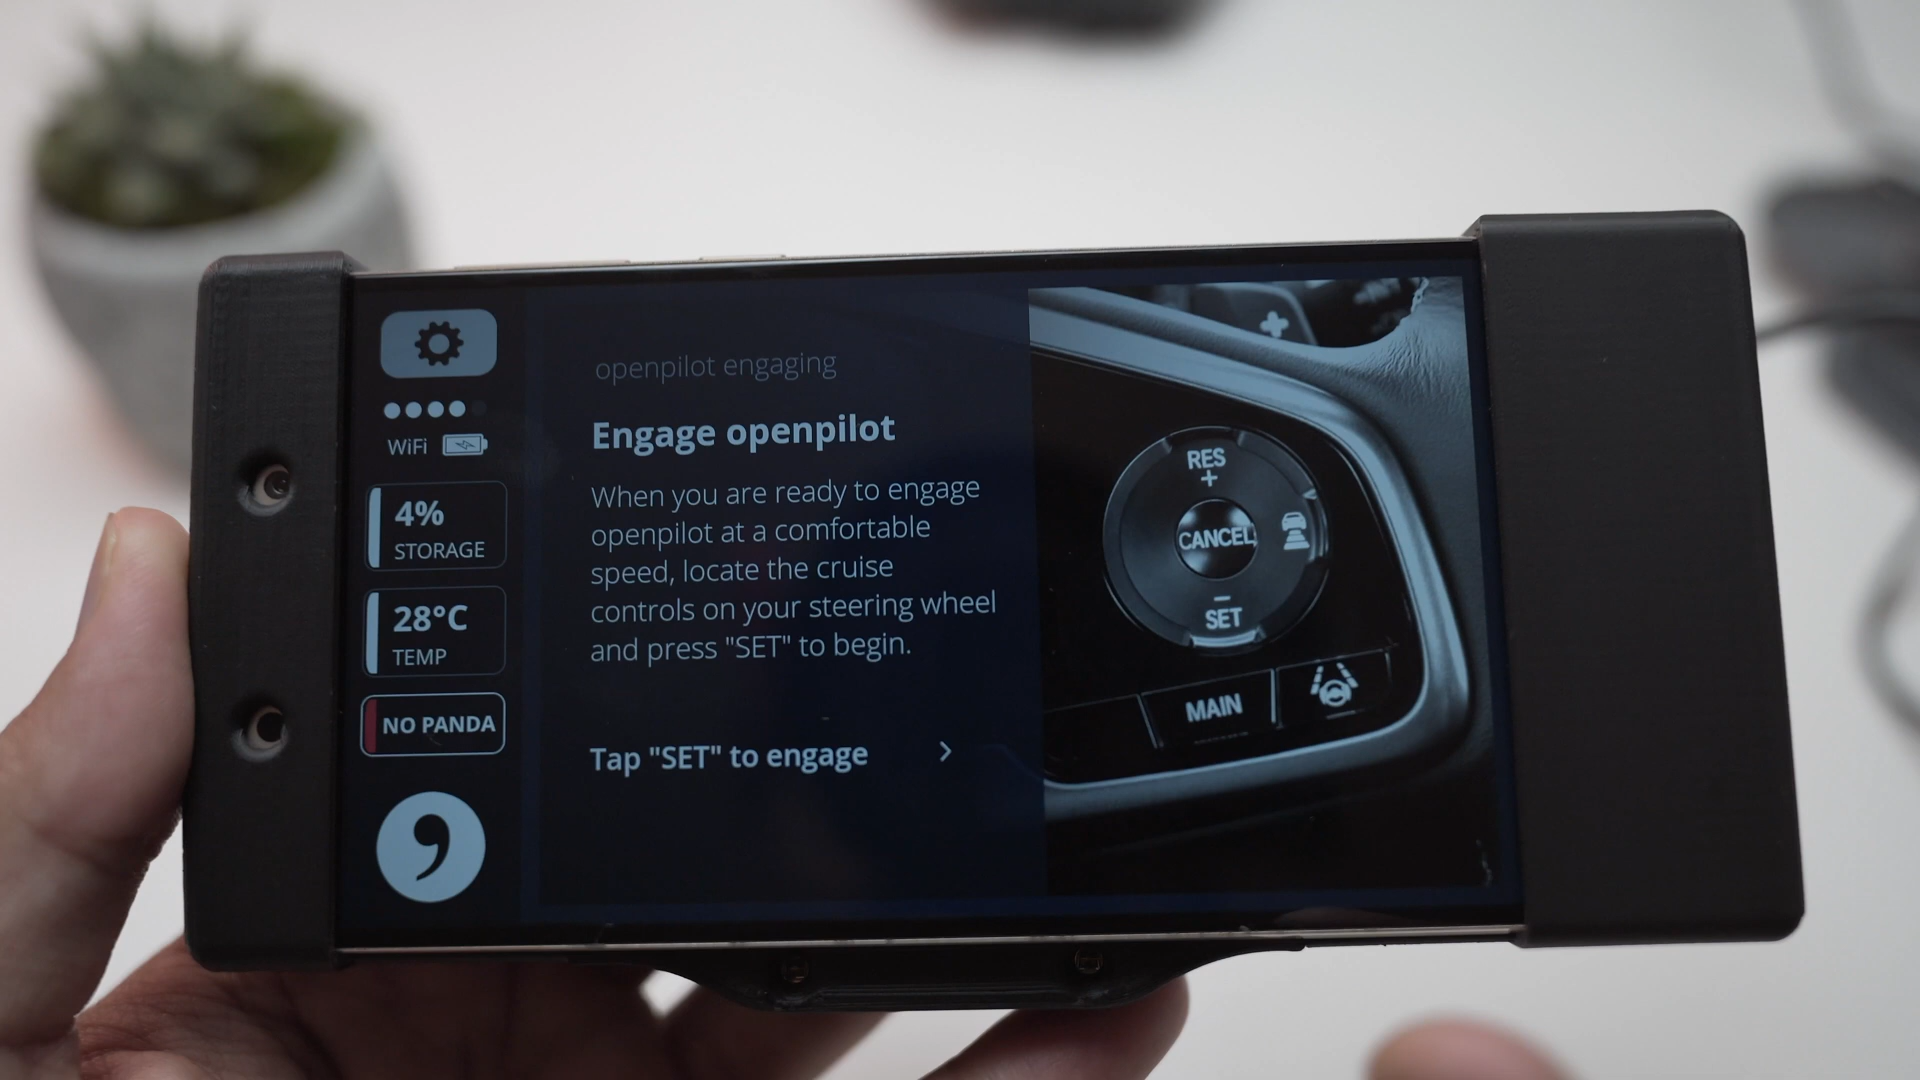 WiFi
4%
STORAGE
28°C
TEMP
NO PANDA
openpilot engaging
Engage openpilot
When you are ready to engage
openpilot at a comfortable
speed, locate the cruise
controls on your steering wheel
and press "SET" to begin.
Tap "SET" to engage
RES
+
CANCEL
–
SET
MAIN